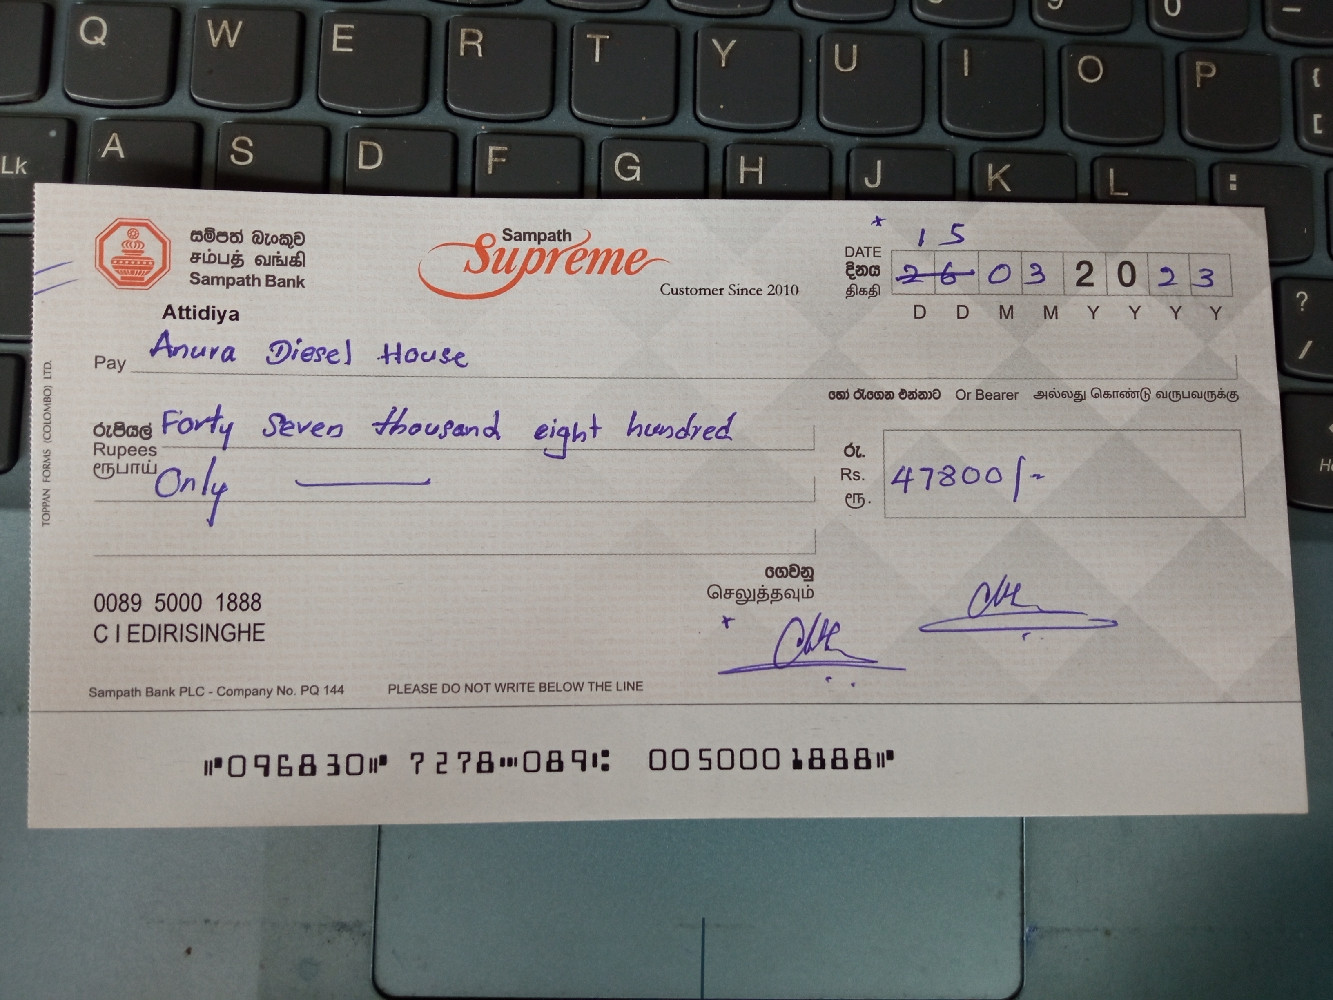 Q W E R T Y U I O P {
[
Lk A S D F G H J K L :
?
/
සම්පත් බැංකුව
சம்பத் வங்கி
Sampath Bank
Sampath
Supreme
Customer Since 2010
Attidiya
* 15
DATE
දිනය
திகதி
26 03 2023
D D M M Y Y Y Y
Pay Anura Diesel House
හෝ රැගෙන එන්නාට Or Bearer அல்லது கொண்டு வருபவருக்கு
රුපියල්
Rupees
ரூபாய்
Forty Seven thousand eight hundred
Only
රු.
Rs.
ரூ.
47800/-
ගෙවනු
செலுத்தவும்
*
0089 5000 1888
C I EDIRISINGHE
Sampath Bank PLC - Company No. PQ 144 PLEASE DO NOT WRITE BELOW THE LINE
TOPPAN FORMS (COLOMBO) LTD.
⑈096830⑈ 7278⑉089⑆ 005000 1888⑈